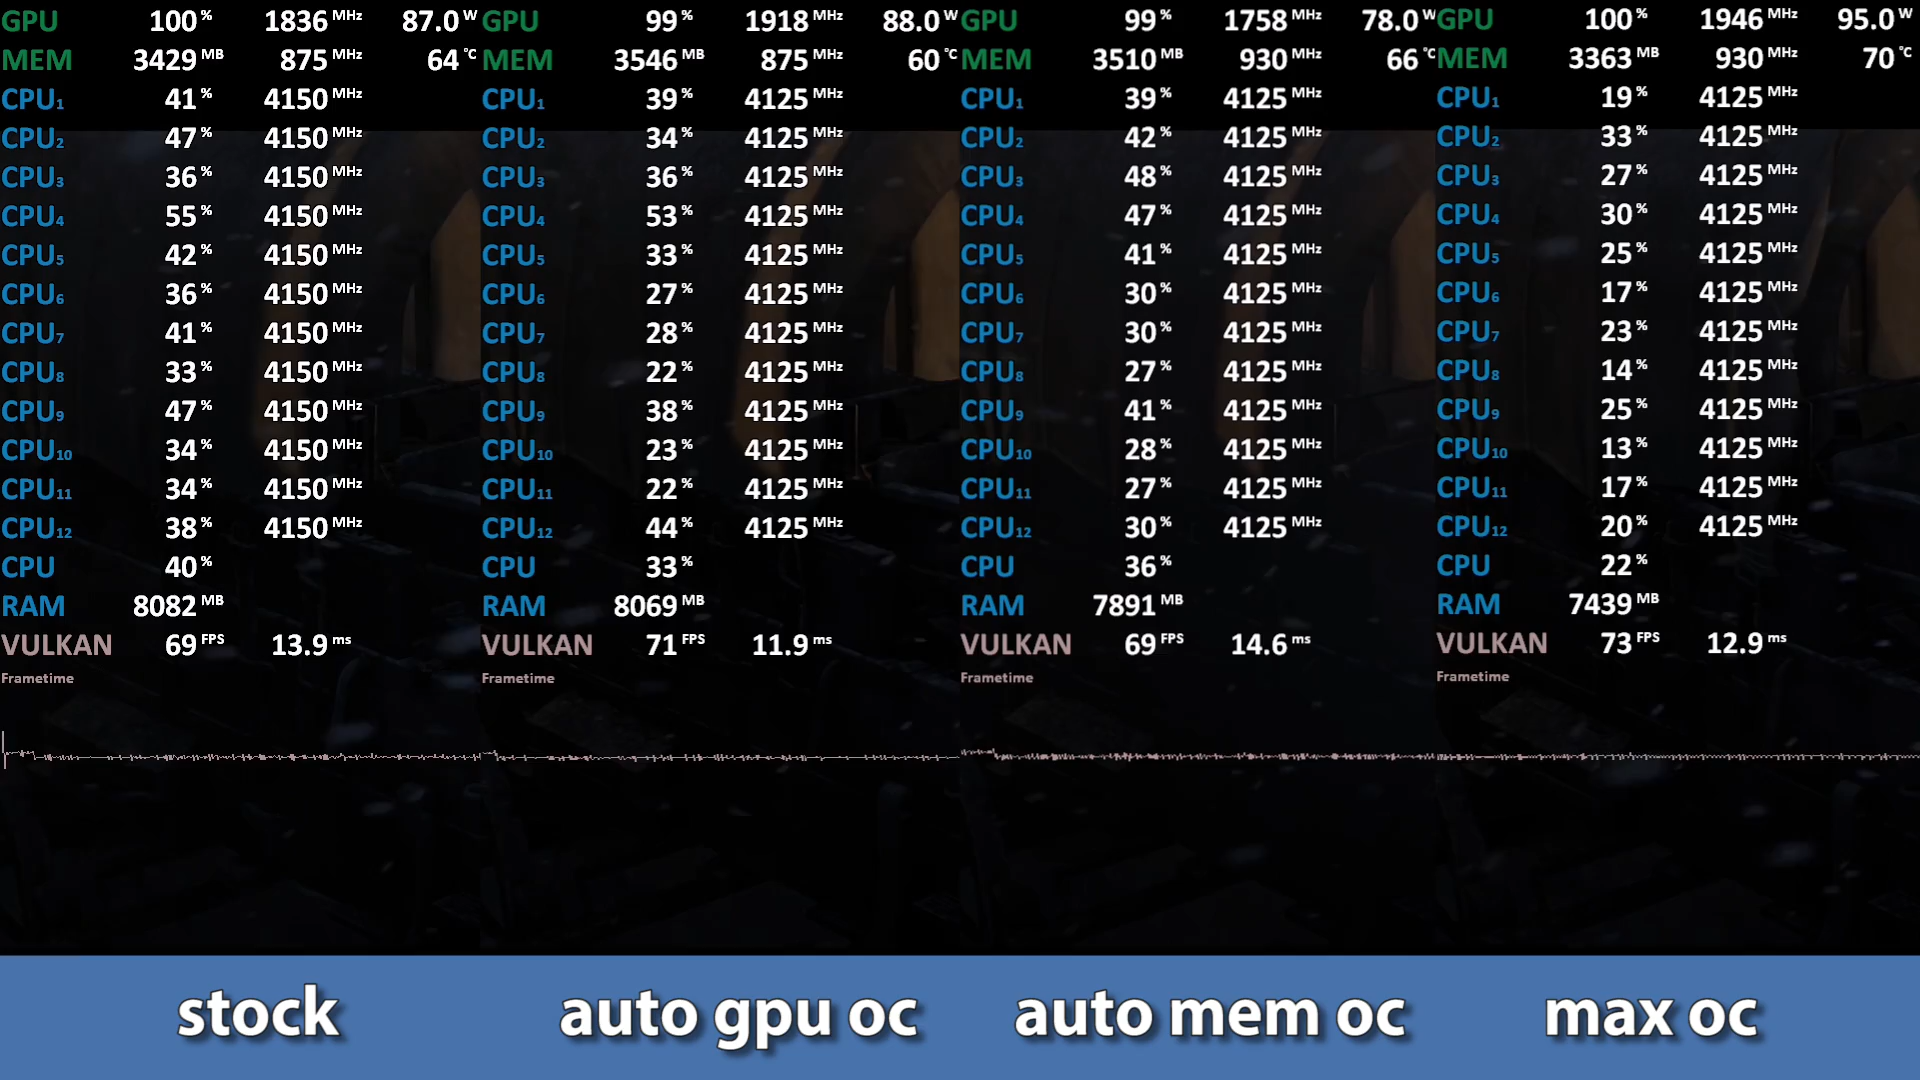 GPU 100 % 1836 MHz 87.0 W
MEM 3429 MB 875 MHz 64 °C
CPU1 41 % 4150 MHz
CPU2 47 % 4150 MHz
CPU3 36 % 4150 MHz
CPU4 55 % 4150 MHz
CPU5 42 % 4150 MHz
CPU6 36 % 4150 MHz
CPU7 41 % 4150 MHz
CPU8 33 % 4150 MHz
CPU9 47 % 4150 MHz
CPU10 34 % 4150 MHz
CPU11 34 % 4150 MHz
CPU12 38 % 4150 MHz
CPU 40 %
RAM 8082 MB
VULKAN 69 FPS 13.9 ms
Frametime
stock
GPU 99 % 1918 MHz 88.0 W
MEM 3546 MB 875 MHz 60 °C
CPU1 39 % 4125 MHz
CPU2 34 % 4125 MHz
CPU3 36 % 4125 MHz
CPU4 53 % 4125 MHz
CPU5 33 % 4125 MHz
CPU6 27 % 4125 MHz
CPU7 28 % 4125 MHz
CPU8 22 % 4125 MHz
CPU9 38 % 4125 MHz
CPU10 23 % 4125 MHz
CPU11 22 % 4125 MHz
CPU12 44 % 4125 MHz
CPU 33 %
RAM 8069 MB
VULKAN 71 FPS 11.9 ms
Frametime
auto gpu oc
GPU 99 % 1758 MHz 78.0 W
MEM 3510 MB 930 MHz 66 °C
CPU1 39 % 4125 MHz
CPU2 42 % 4125 MHz
CPU3 48 % 4125 MHz
CPU4 47 % 4125 MHz
CPU5 41 % 4125 MHz
CPU6 30 % 4125 MHz
CPU7 30 % 4125 MHz
CPU8 27 % 4125 MHz
CPU9 41 % 4125 MHz
CPU10 28 % 4125 MHz
CPU11 27 % 4125 MHz
CPU12 30 % 4125 MHz
CPU 36 %
RAM 7891 MB
VULKAN 69 FPS 14.6 ms
Frametime
auto mem oc
GPU 100 % 1946 MHz 95.0 W
MEM 3363 MB 930 MHz 70 °C
CPU1 19 % 4125 MHz
CPU2 33 % 4125 MHz
CPU3 27 % 4125 MHz
CPU4 30 % 4125 MHz
CPU5 25 % 4125 MHz
CPU6 17 % 4125 MHz
CPU7 23 % 4125 MHz
CPU8 14 % 4125 MHz
CPU9 25 % 4125 MHz
CPU10 13 % 4125 MHz
CPU11 17 % 4125 MHz
CPU12 20 % 4125 MHz
CPU 22 %
RAM 7439 MB
VULKAN 73 FPS 12.9 ms
Frametime
max oc